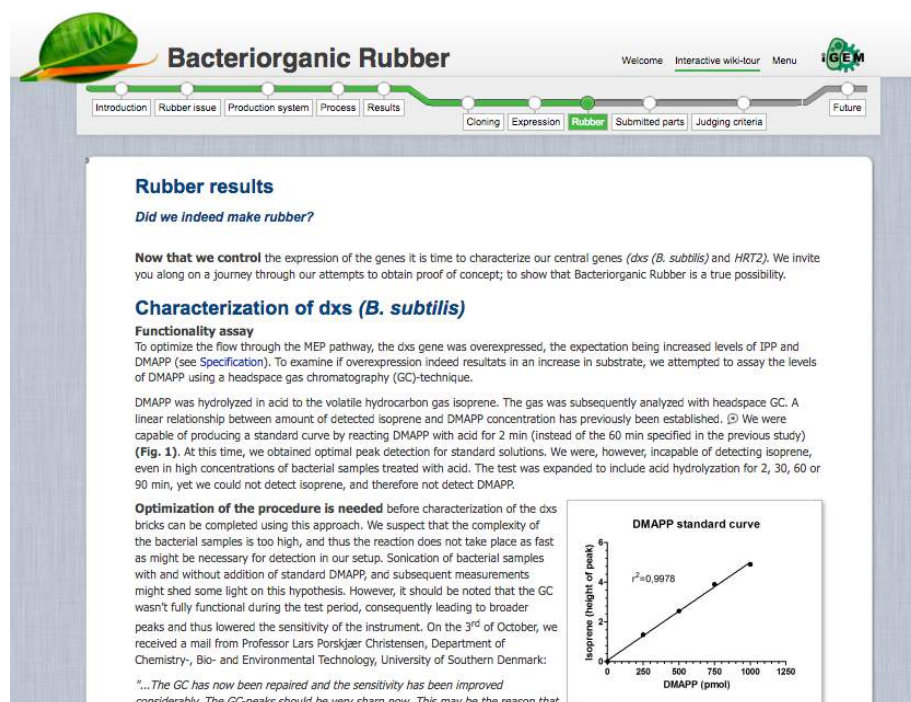 Bacteriorganic Rubber
Welcome Interactive wiki-tour Menu
iGEM
Introduction Rubber issue Production system Process Results
Cloning Expression Rubber Submitted parts Judging criteria
Future
Rubber results
Did we indeed make rubber?
Now that we control the expression of the genes it is time to characterize our central genes (dxs (B. subtilis) and HRT2). We invite
you along on a journey through our attempts to obtain proof of concept; to show that Bacteriorganic Rubber is a true possibility.
Characterization of dxs (B. subtilis)
Functionality assay
To optimize the flow through the MEP pathway, the dxs gene was overexpressed, the expectation being increased levels of IPP and
DMAPP (see Specification). To examine if overexpression indeed resultats in an increase in substrate, we attempted to assay the levels
of DMAPP using a headspace gas chromatography (GC)-technique.
DMAPP was hydrolyzed in acid to the volatile hydrocarbon gas isoprene. The gas was subsequently analyzed with headspace GC. A
linear relationship between amount of detected isoprene and DMAPP concentration has previously been established. We were
capable of producing a standard curve by reacting DMAPP with acid for 2 min (instead of the 60 min specified in the previous study)
(Fig. 1). At this time, we obtained optimal peak detection for standard solutions. We were, however, incapable of detecting isoprene,
even in high concentrations of bacterial samples treated with acid. The test was expanded to include acid hydrolyzation for 2, 30, 60 or
90 min, yet we could not detect isoprene, and therefore not detect DMAPP.
Optimization of the procedure is needed before characterization of the dxs
bricks can be completed using this approach. We suspect that the complexity of
the bacterial samples is too high, and thus the reaction does not take place as fast
as might be necessary for detection in our setup. Sonication of bacterial samples
with and without addition of standard DMAPP, and subsequent measurements
might shed some light on this hypothesis. However, it should be noted that the GC
wasn't fully functional during the test period, consequently leading to broader
peaks and thus lowered the sensitivity of the instrument. On the 3rd of October, we
received a mail from Professor Lars Porskjær Christensen, Department of
Chemistry-, Bio- and Environmental Technology, University of Southern Denmark:
"...The GC has now been repaired and the sensitivity has been improved
considerably. The GC-peaks should be very sharp now. This may be the reason that
DMAPP standard curve
Isoprene (height of peak)
6
4
2
0
r2=0,9978
0 250 500 750 1000 1250
DMAPP (pmol)